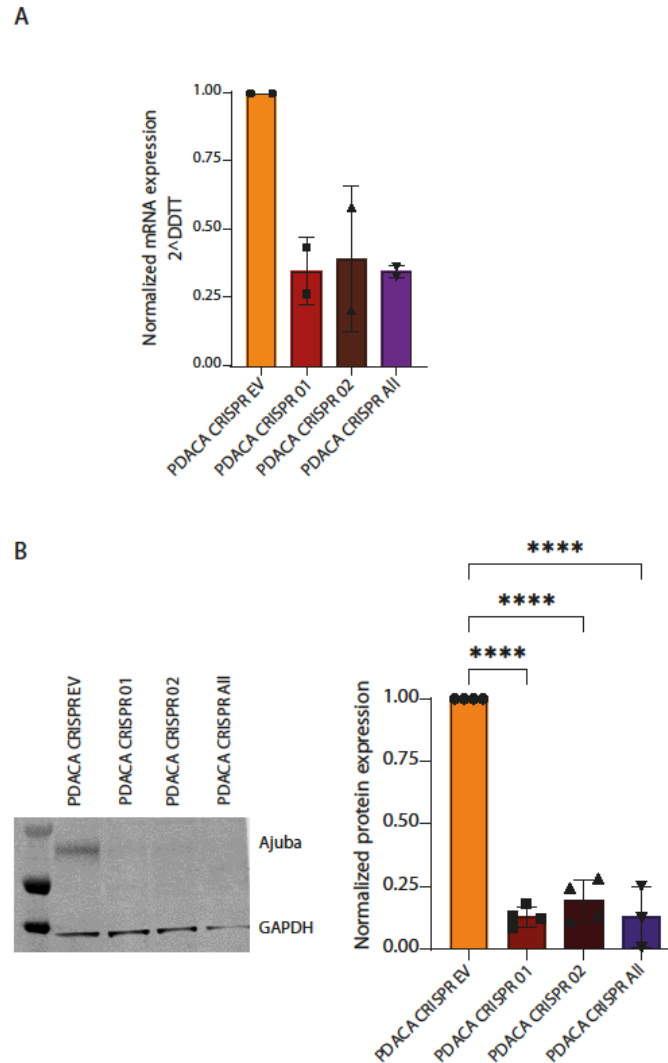 A
Normalized mRNA expression
2^DDTT
1.00
0.75
0.50
0.25
0.00
PDACA CRISPR EV
PDACA CRISPR 01
PDACA CRISPR 02
PDACA CRISPR All
B
PDACA CRISPR EV
PDACA CRISPR 01
PDACA CRISPR 02
PDACA CRISPR All
Ajuba
GAPDH
****
****
****
Normalized protein expression
1.00
0.75
0.50
0.25
0.00
PDACA CRISPR EV
PDACA CRISPR 01
PDACA CRISPR 02
PDACA CRISPR All